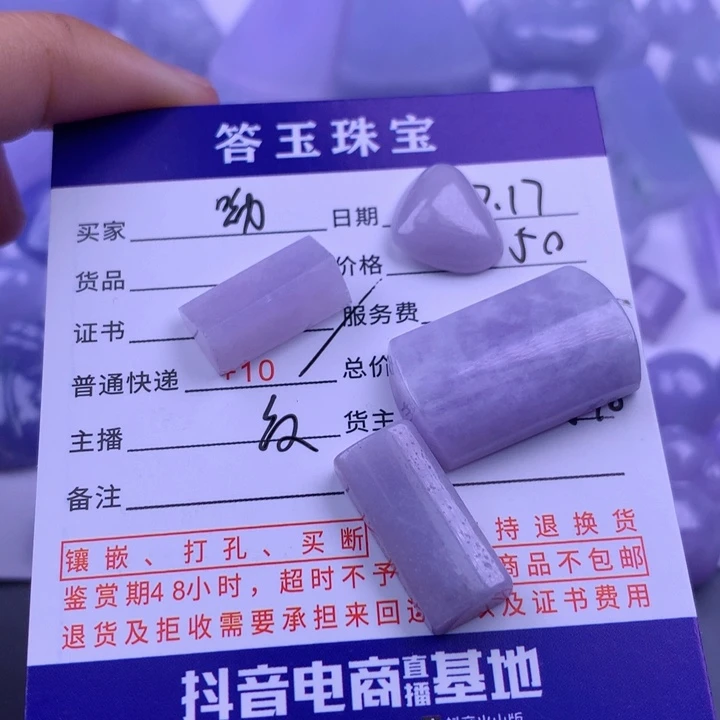 答玉珠宝
买家 呦 日期 7.17
货品 价格 50
证书 服务费
普通快递 +10 总价
主播 货主
备注
镶嵌、打孔、买断 持退换货
鉴赏期48小时，超时不予 商品不包邮
退货及拒收需要承担来回 及证书费用
抖音电商直播基地